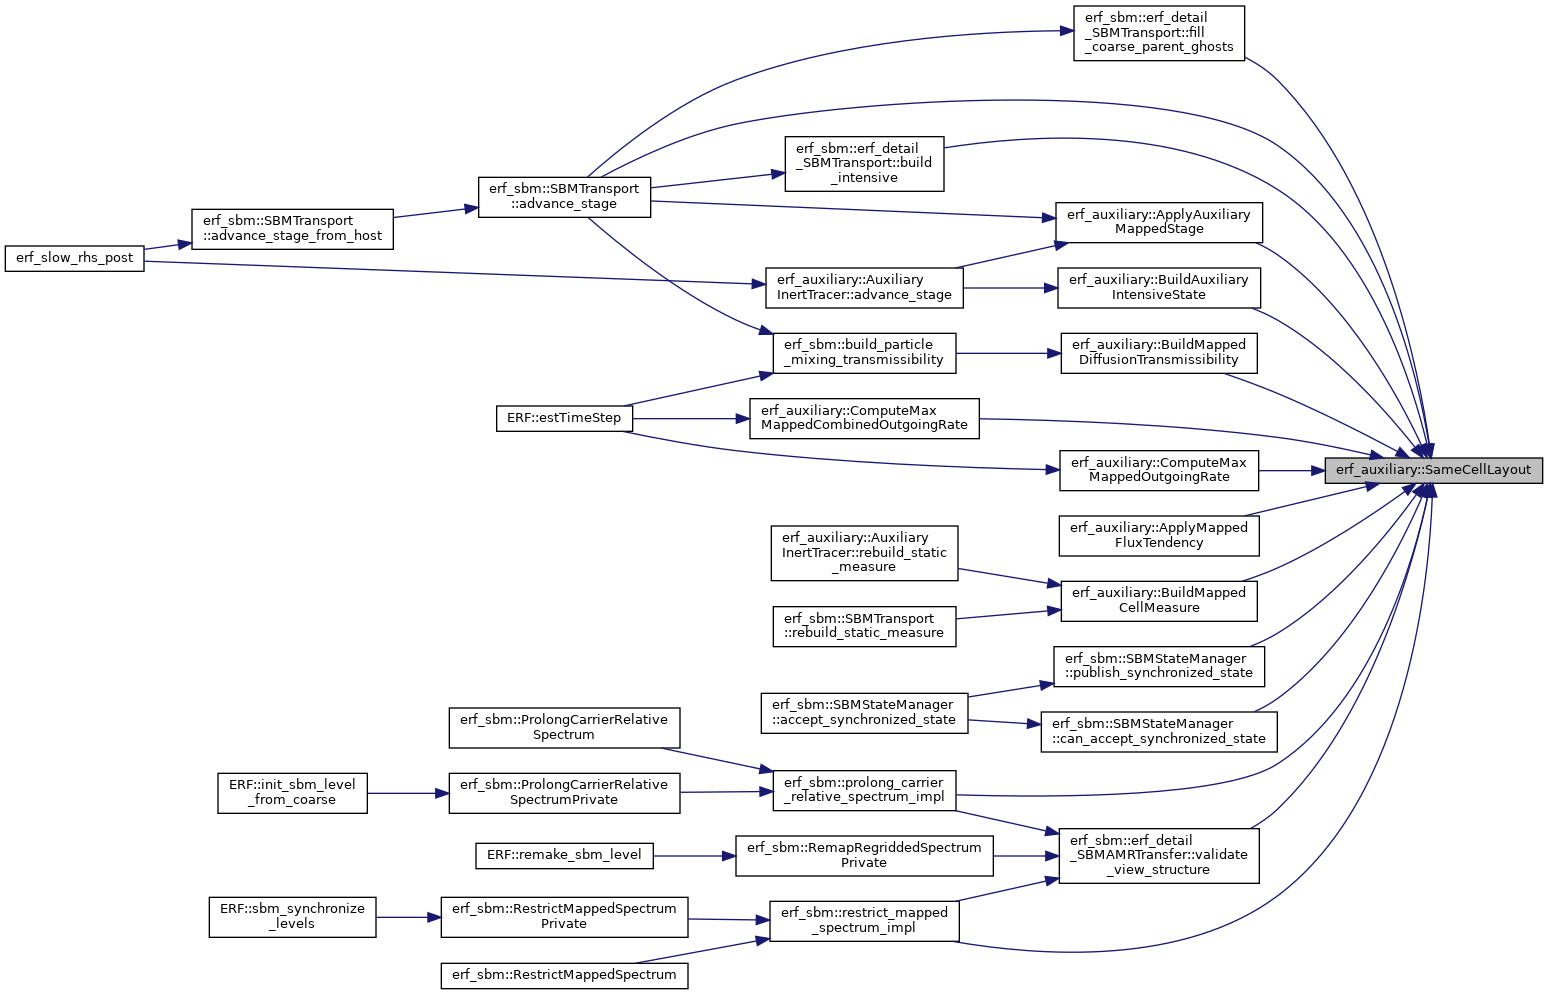 erf_sbm::erf_detail
_SBMTransport::fill
_coarse_parent_ghosts
erf_sbm::erf_detail
_SBMTransport::build
_intensive
erf_sbm::SBMTransport
::advance_stage
erf_auxiliary::ApplyAuxiliary
MappedStage
erf_sbm::SBMTransport
::advance_stage_from_host
erf_slow_rhs_post
erf_auxiliary::Auxiliary
InertTracer::advance_stage
erf_auxiliary::BuildAuxiliary
IntensiveState
erf_sbm::build_particle
_mixing_transmissibility
erf_auxiliary::BuildMapped
DiffusionTransmissibility
ERF::estTimeStep
erf_auxiliary::ComputeMax
MappedCombinedOutgoingRate
erf_auxiliary::ComputeMax
MappedOutgoingRate
erf_auxiliary::SameCellLayout
erf_auxiliary::ApplyMapped
FluxTendency
erf_auxiliary::Auxiliary
InertTracer::rebuild_static
_measure
erf_auxiliary::BuildMapped
CellMeasure
erf_sbm::SBMTransport
::rebuild_static_measure
erf_sbm::SBMStateManager
::publish_synchronized_state
erf_sbm::SBMStateManager
::accept_synchronized_state
erf_sbm::SBMStateManager
::can_accept_synchronized_state
erf_sbm::ProlongCarrierRelative
Spectrum
ERF::init_sbm_level
_from_coarse
erf_sbm::ProlongCarrierRelative
SpectrumPrivate
erf_sbm::prolong_carrier
_relative_spectrum_impl
ERF::remake_sbm_level
erf_sbm::RemapRegriddedSpectrum
Private
erf_sbm::erf_detail
_SBMAMRTransfer::validate
_view_structure
ERF::sbm_synchronize
_levels
erf_sbm::RestrictMappedSpectrum
Private
erf_sbm::restrict_mapped
_spectrum_impl
erf_sbm::RestrictMappedSpectrum